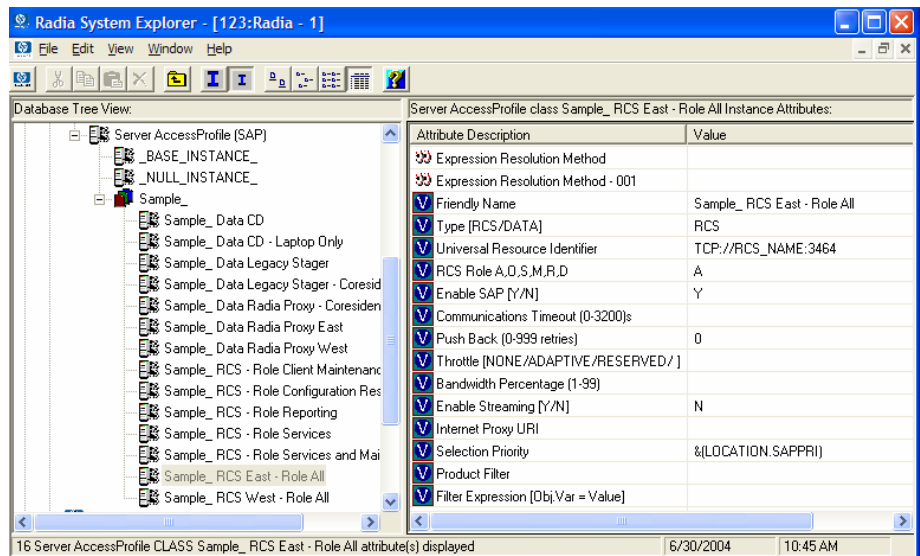 Radia System Explorer - [123:Radia - 1]
File Edit View Window Help
Database Tree View:
Server AccessProfile (SAP)
_BASE_INSTANCE_
_NULL_INSTANCE_
Sample_
Sample_ Data CD
Sample_ Data CD - Laptop Only
Sample_ Data Legacy Stager
Sample_ Data Legacy Stager - Coresid
Sample_ Data Radia Proxy - Coresiden
Sample_ Data Radia Proxy East
Sample_ Data Radia Proxy West
Sample_ RCS - Role Client Maintenanc
Sample_ RCS - Role Configuration Res
Sample_ RCS - Role Reporting
Sample_ RCS - Role Services
Sample_ RCS - Role Services and Mai
Sample_ RCS East - Role All
Sample_ RCS West - Role All
Server AccessProfile class Sample_ RCS East - Role All Instance Attributes:
Attribute Description Value
Expression Resolution Method
Expression Resolution Method - 001
Friendly Name Sample_ RCS East - Role All
Type [RCS/DATA] RCS
Universal Resource Identifier TCP://RCS_NAME:3464
RCS Role A,O,S,M,R,D A
Enable SAP [Y/N] Y
Communications Timeout (0-3200)s
Push Back (0-999 retries) 0
Throttle [NONE/ADAPTIVE/RESERVED/ ]
Bandwidth Percentage (1-99)
Enable Streaming [Y/N] N
Internet Proxy URI
Selection Priority &(LOCATION.SAPPRI)
Product Filter
Filter Expression [Obj.Var = Value]
16 Server AccessProfile CLASS Sample_ RCS East - Role All attribute(s) displayed 6/30/2004 10:45 AM